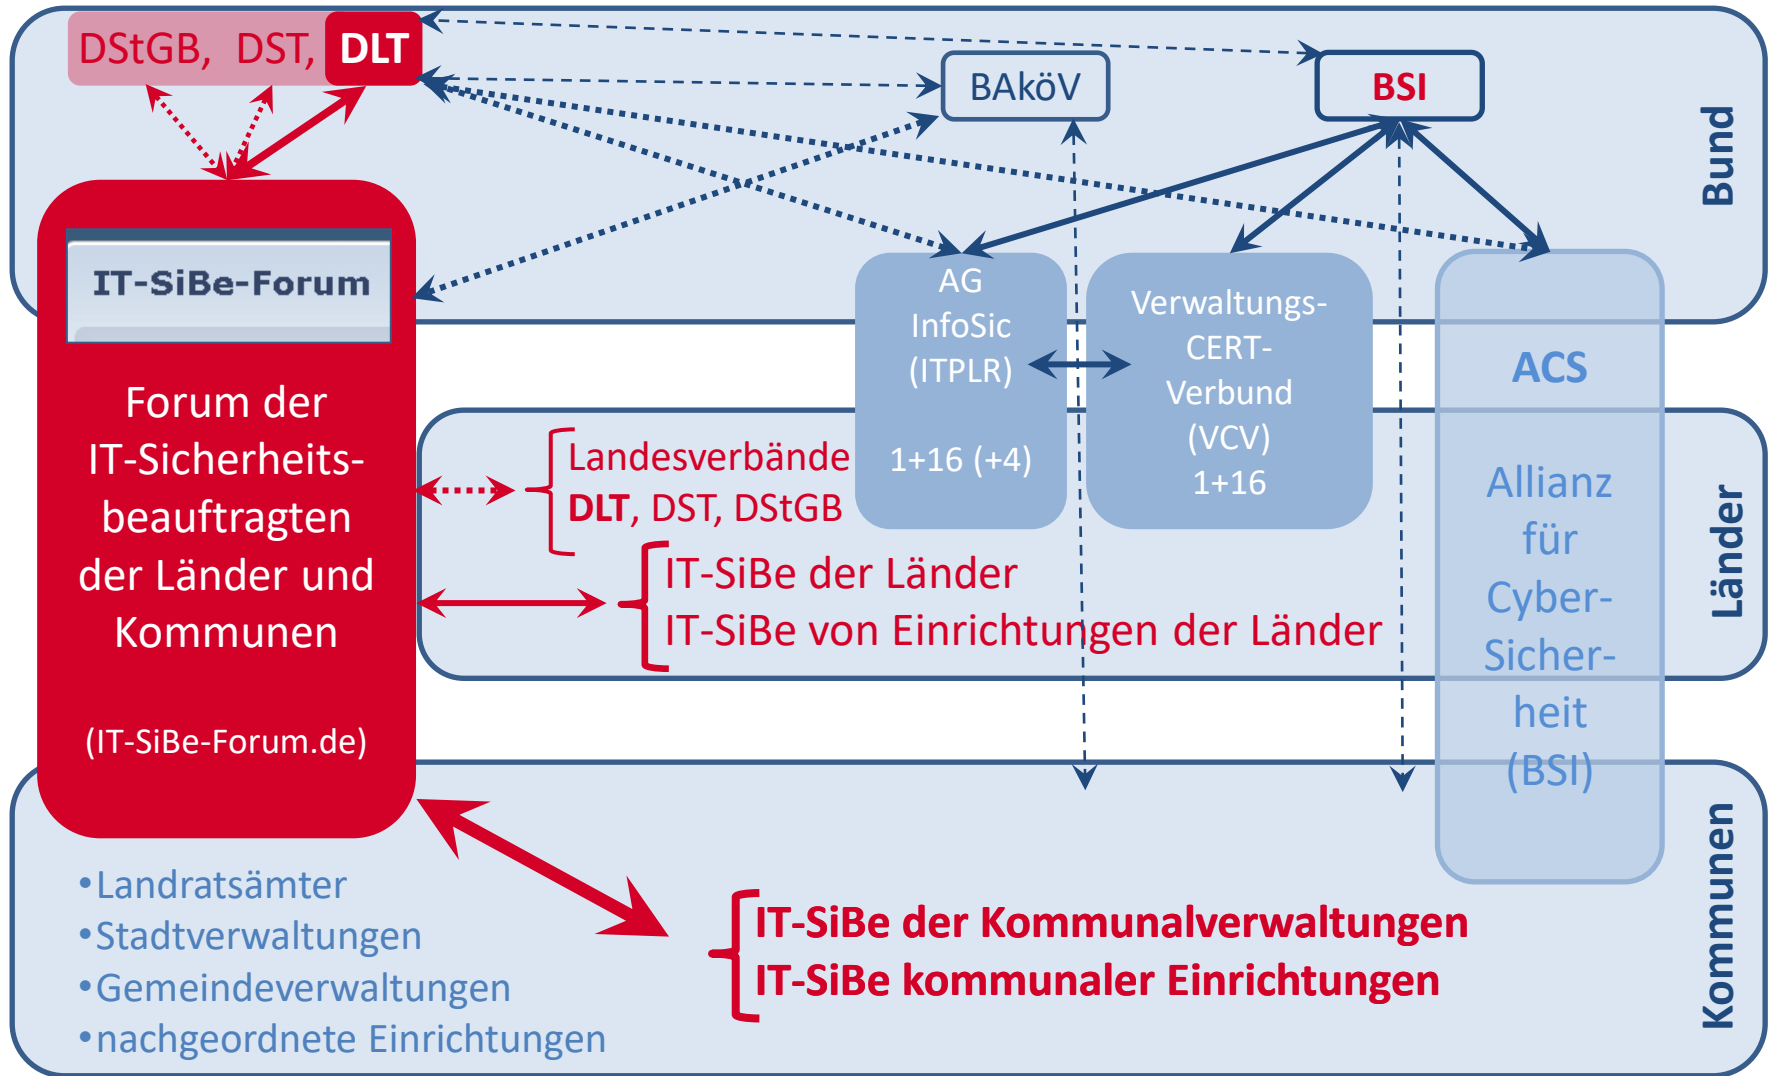 DStGB, DST, DLT
BAköV
BSI
Bund
IT-SiBe-Forum
Forum der
IT-Sicherheits-
beauftragten
der Länder und
Kommunen
(IT-SiBe-Forum.de)
AG
InfoSic
(ITPLR)
1+16 (+4)
Verwaltungs-
CERT-
Verbund
(VCV)
1+16
ACS
Allianz
für
Cyber-
Sicher-
heit
(BSI)
Landesverbände
DLT, DST, DStGB
IT-SiBe der Länder
IT-SiBe von Einrichtungen der Länder
Länder
•Landratsämter
•Stadtverwaltungen
•Gemeindeverwaltungen
•nachgeordnete Einrichtungen
IT-SiBe der Kommunalverwaltungen
IT-SiBe kommunaler Einrichtungen
Kommunen